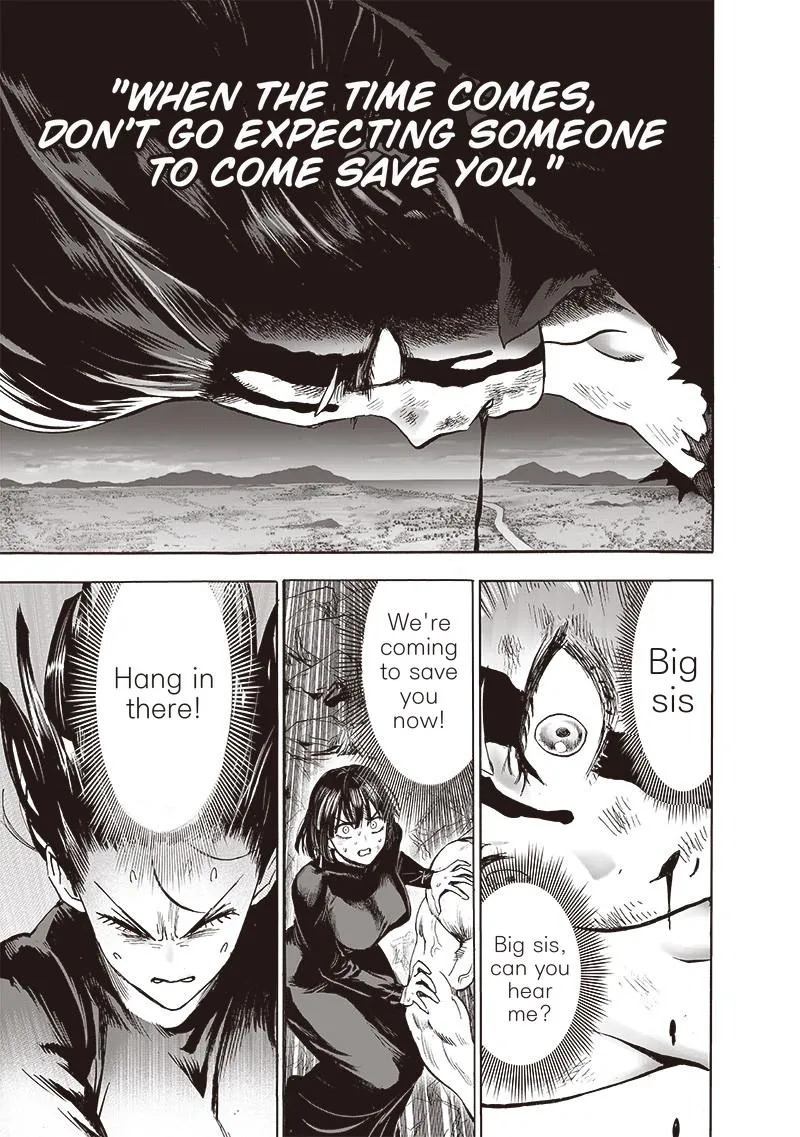 "WHEN THE TIME COMES,
DON'T GO EXPECTING SOMEONE
TO COME SAVE YOU."
Big
sis
Big sis,
can you
hear
me?
We're
coming
to save
you
now!
Hang in
there!